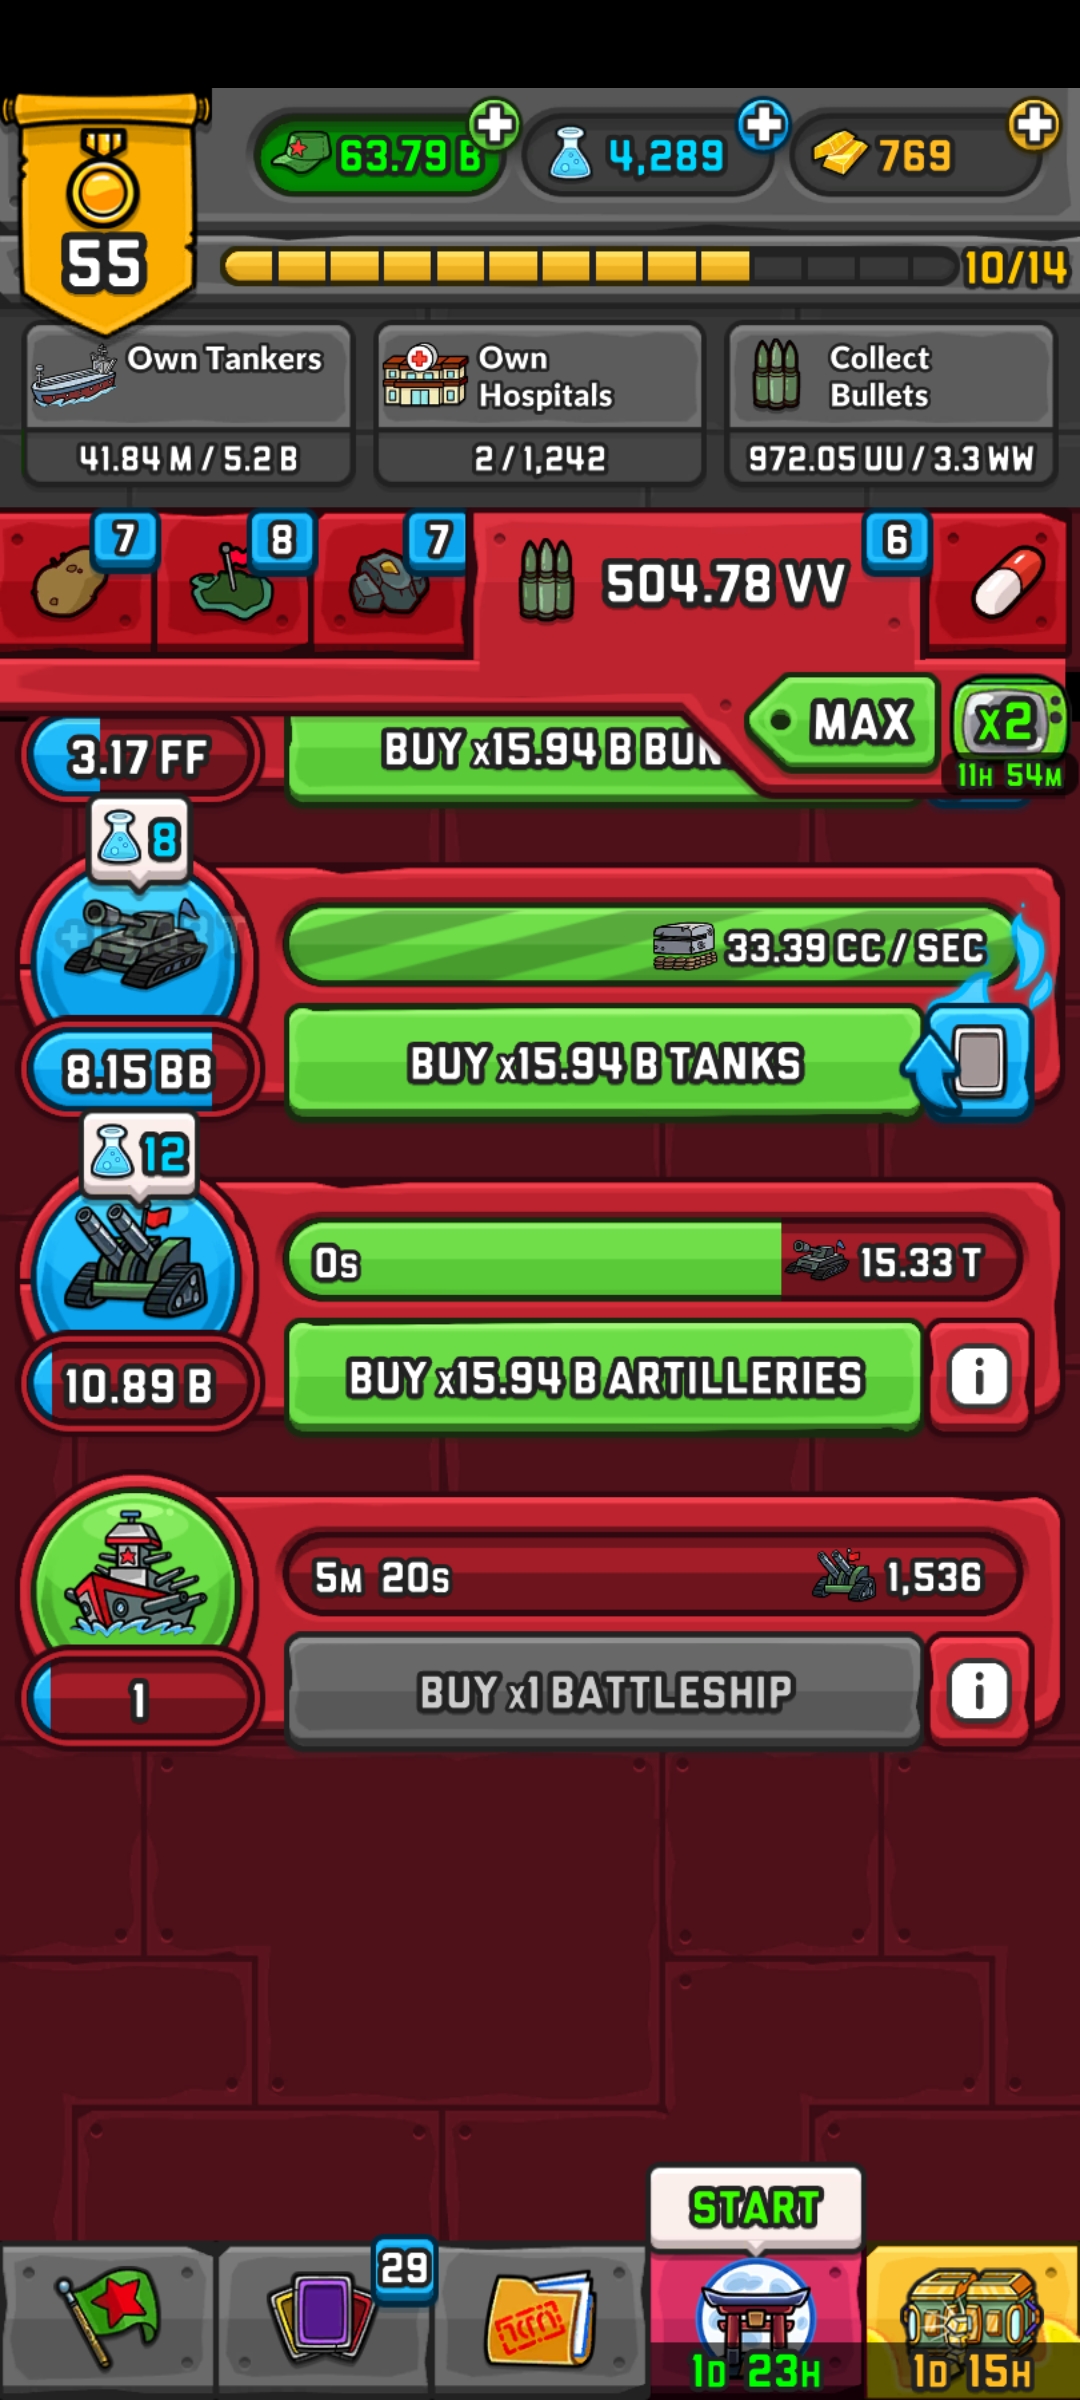 55
63.79 B
4,289
769
10/14
Own Tankers
41.84 M / 5.2 B
Own
Hospitals
2 / 1,242
Collect
Bullets
972.05 UU / 3.3 WW
7
8
7
504.78 VV
6
MAX
x2
11H 54M
3.17 FF
BUY x15.94 B BUN
8
33.39 CC / SEC
8.15 BB
BUY x15.94 B TANKS
12
0s
15.33 T
10.89 B
BUY x15.94 B ARTILLERIES
i
5M 20s
1,536
1
BUY x1 BATTLESHIP
i
START
29
1D 23H
1D 15H